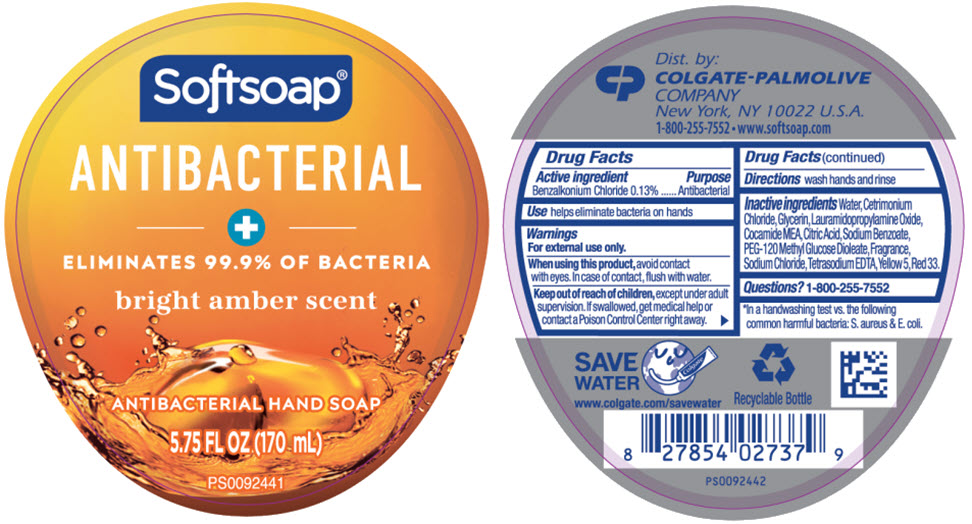 Softsoap®
ANTIBACTERIAL
ELIMINATES 99.9% OF BACTERIA
bright amber scent
ANTIBACTERIAL HAND SOAP
5.75 FL OZ (170 mL)
PS0092441
Dist. by:
COLGATE-PALMOLIVE
COMPANY
New York, NY 10022 U.S.A.
1-800-255-7552 • www.softsoap.com
Drug Facts
Active ingredient Purpose
Benzalkonium Chloride 0.13% ...... Antibacterial
Use helps eliminate bacteria on hands
Warnings
For external use only.
When using this product, avoid contact
with eyes. In case of contact, flush with water.
Keep out of reach of children, except under adult
supervision. If swallowed, get medical help or
contact a Poison Control Center right away.
Drug Facts (continued)
Directions wash hands and rinse
Inactive ingredients Water, Cetrimonium
Chloride, Glycerin, Lauramidopropylamine Oxide,
Cocamide MEA, Citric Acid, Sodium Benzoate,
PEG-120 Methyl Glucose Dioleate, Fragrance,
Sodium Chloride, Tetrasodium EDTA, Yellow 5, Red 33.
Questions? 1-800-255-7552
*In a handwashing test vs. the following
common harmful bacteria: S. aureus & E. coli.
SAVE
WATER
Colgate
www.colgate.com/savewater
Recyclable Bottle
8 27854 02737 9
PS0092442